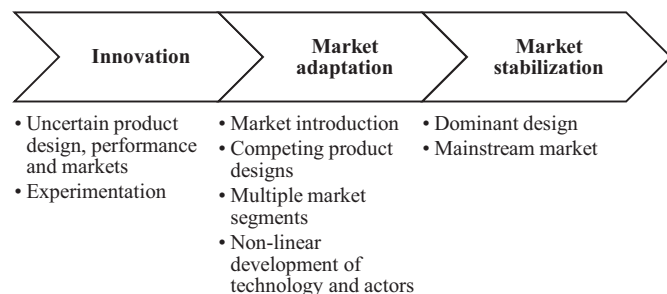 Innovation
Market
adaptation
Market
stabilization
• Uncertain product
design, performance
and markets
• Experimentation
• Market introduction
• Competing product
designs
• Multiple market
segments
• Non-linear
development of
technology and actors
• Dominant design
• Mainstream market